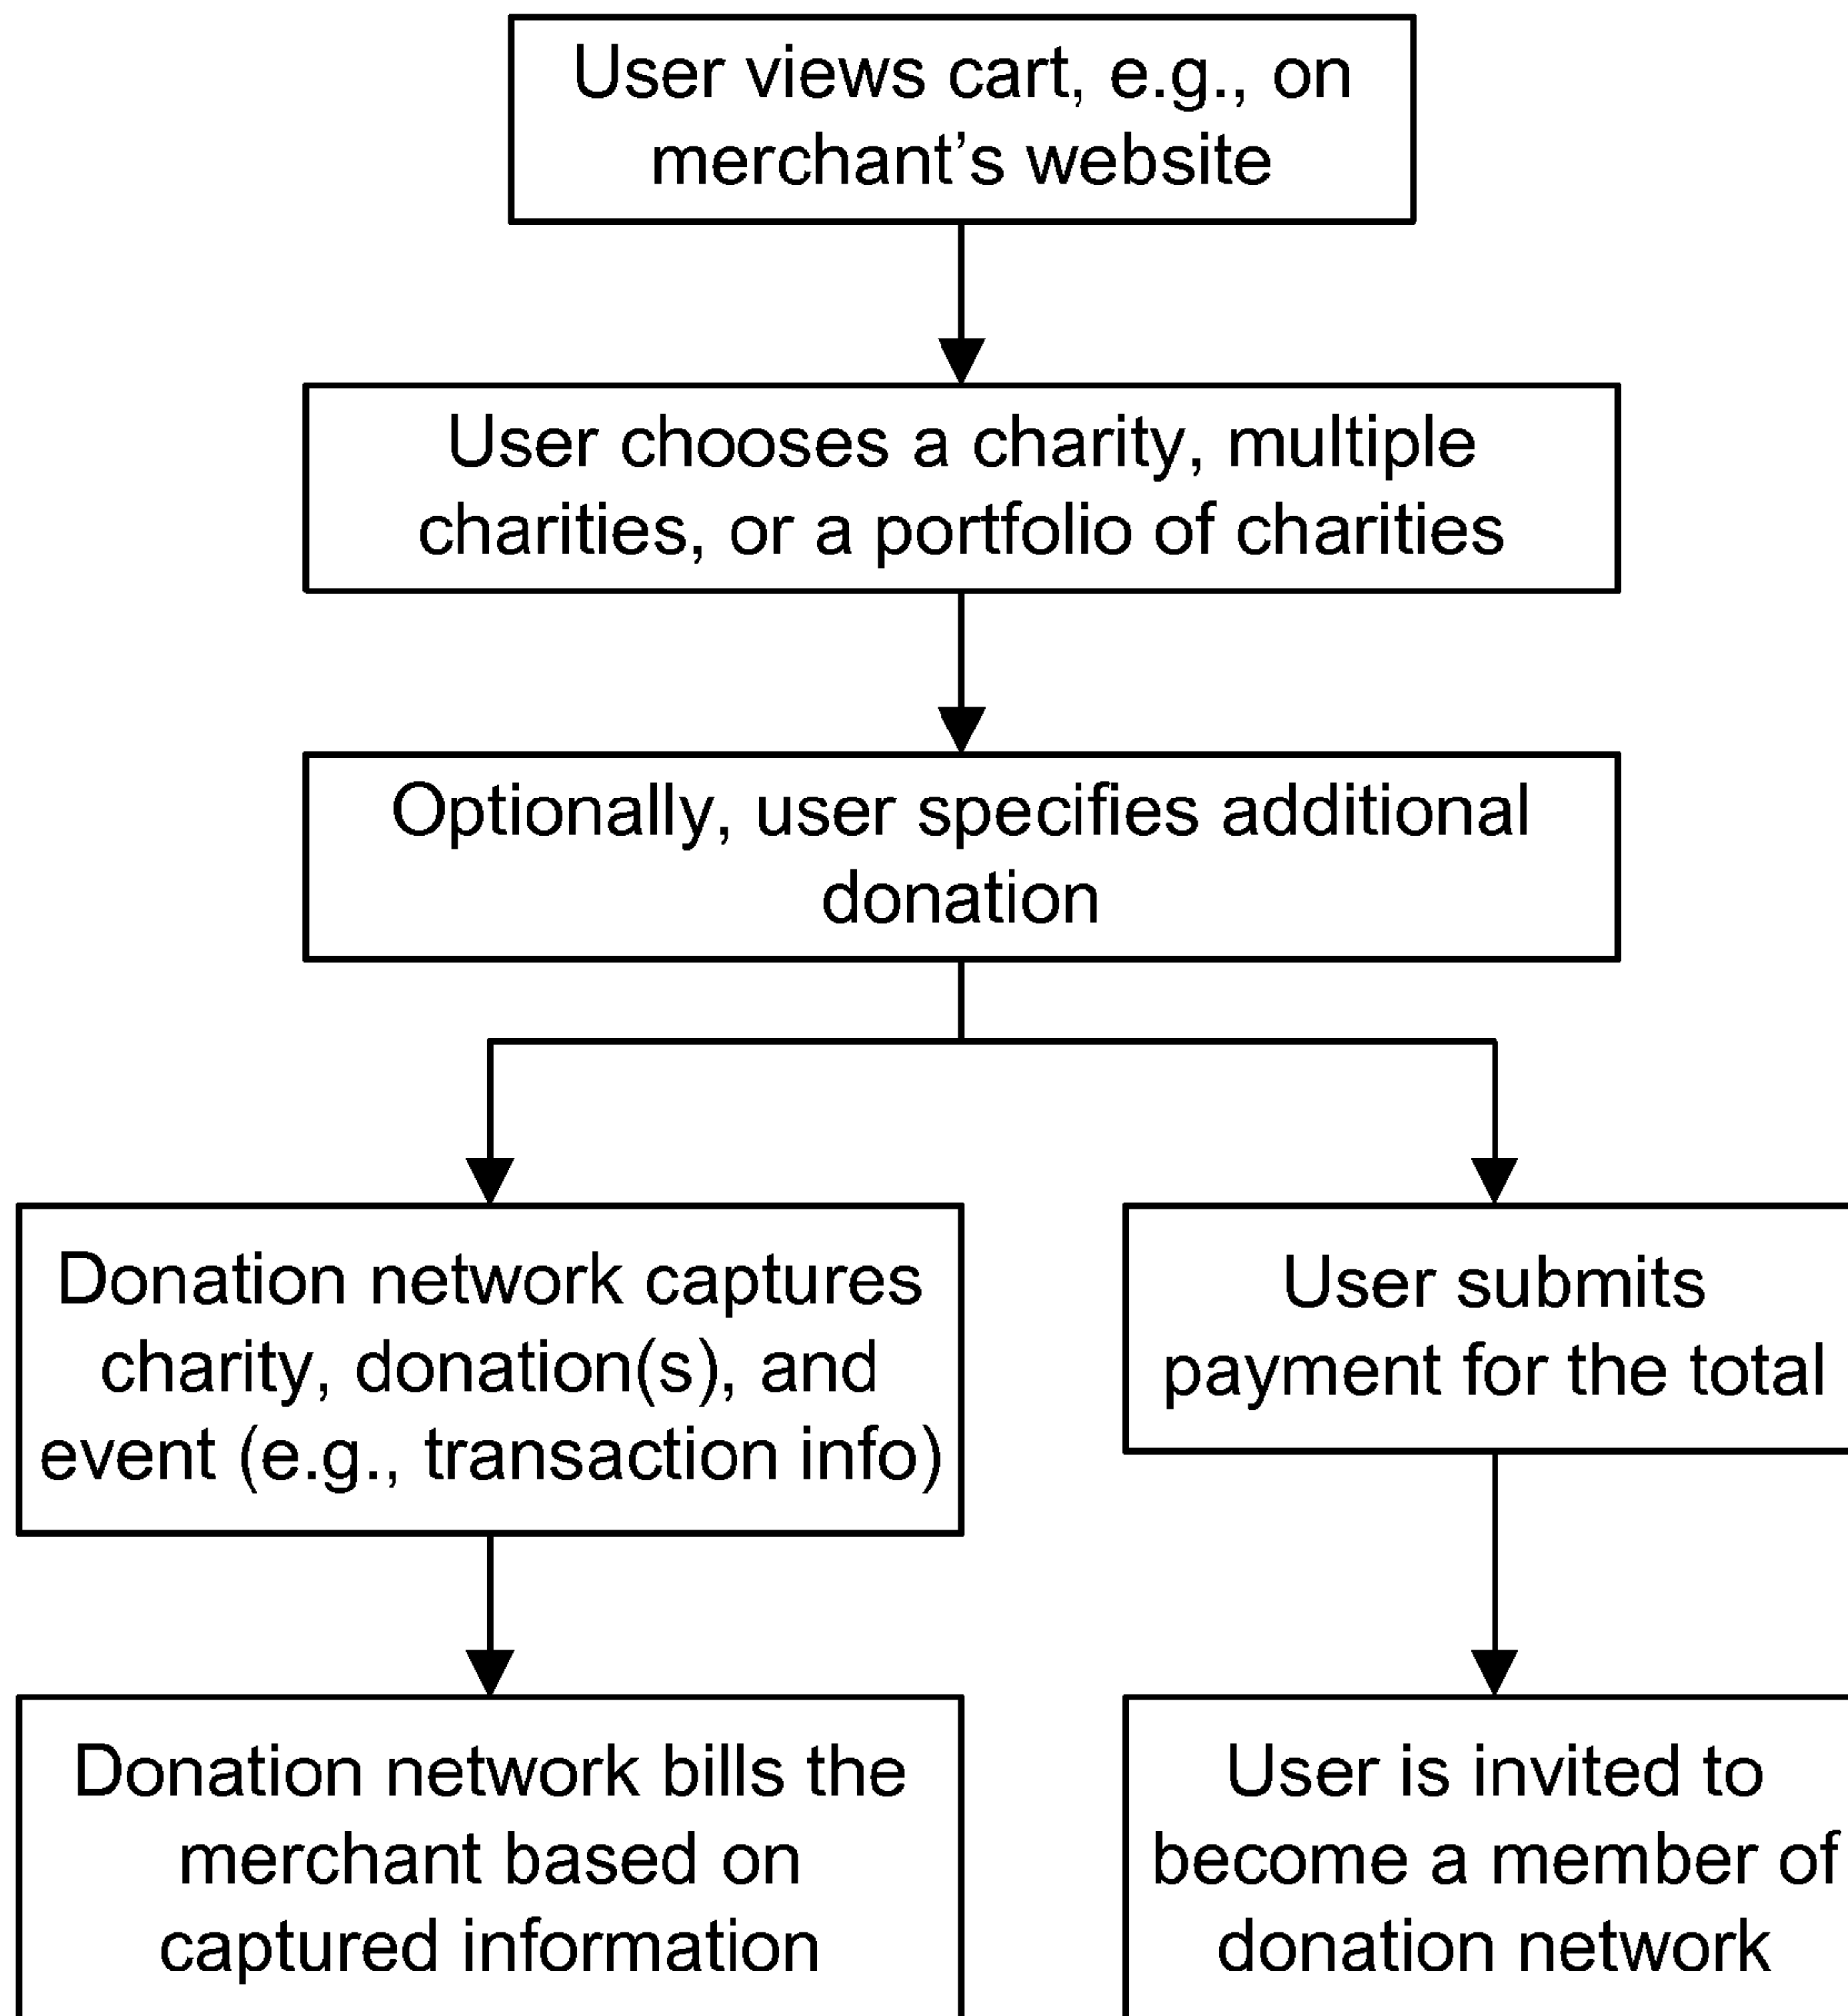 User views cart, e.g., on
merchant's website
User chooses a charity, multiple
charities, or a portfolio of charities
Optionally, user specifies additional
donation
Donation network captures
charity, donation(s), and
event (e.g., transaction info)
User submits
payment for the total
Donation network bills the
merchant based on
captured information
User is invited to
become a member of
donation network